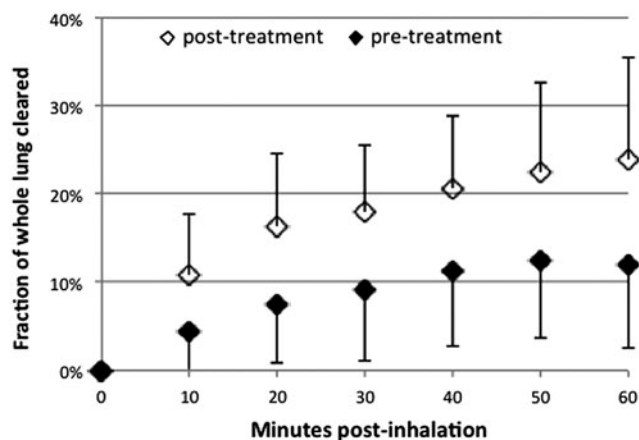 40%
post-treatment
pre-treatment
30%
20%
10%
0%
0 10 20 30 40 50 60
Fraction of whole lung cleared
Minutes post-inhalation